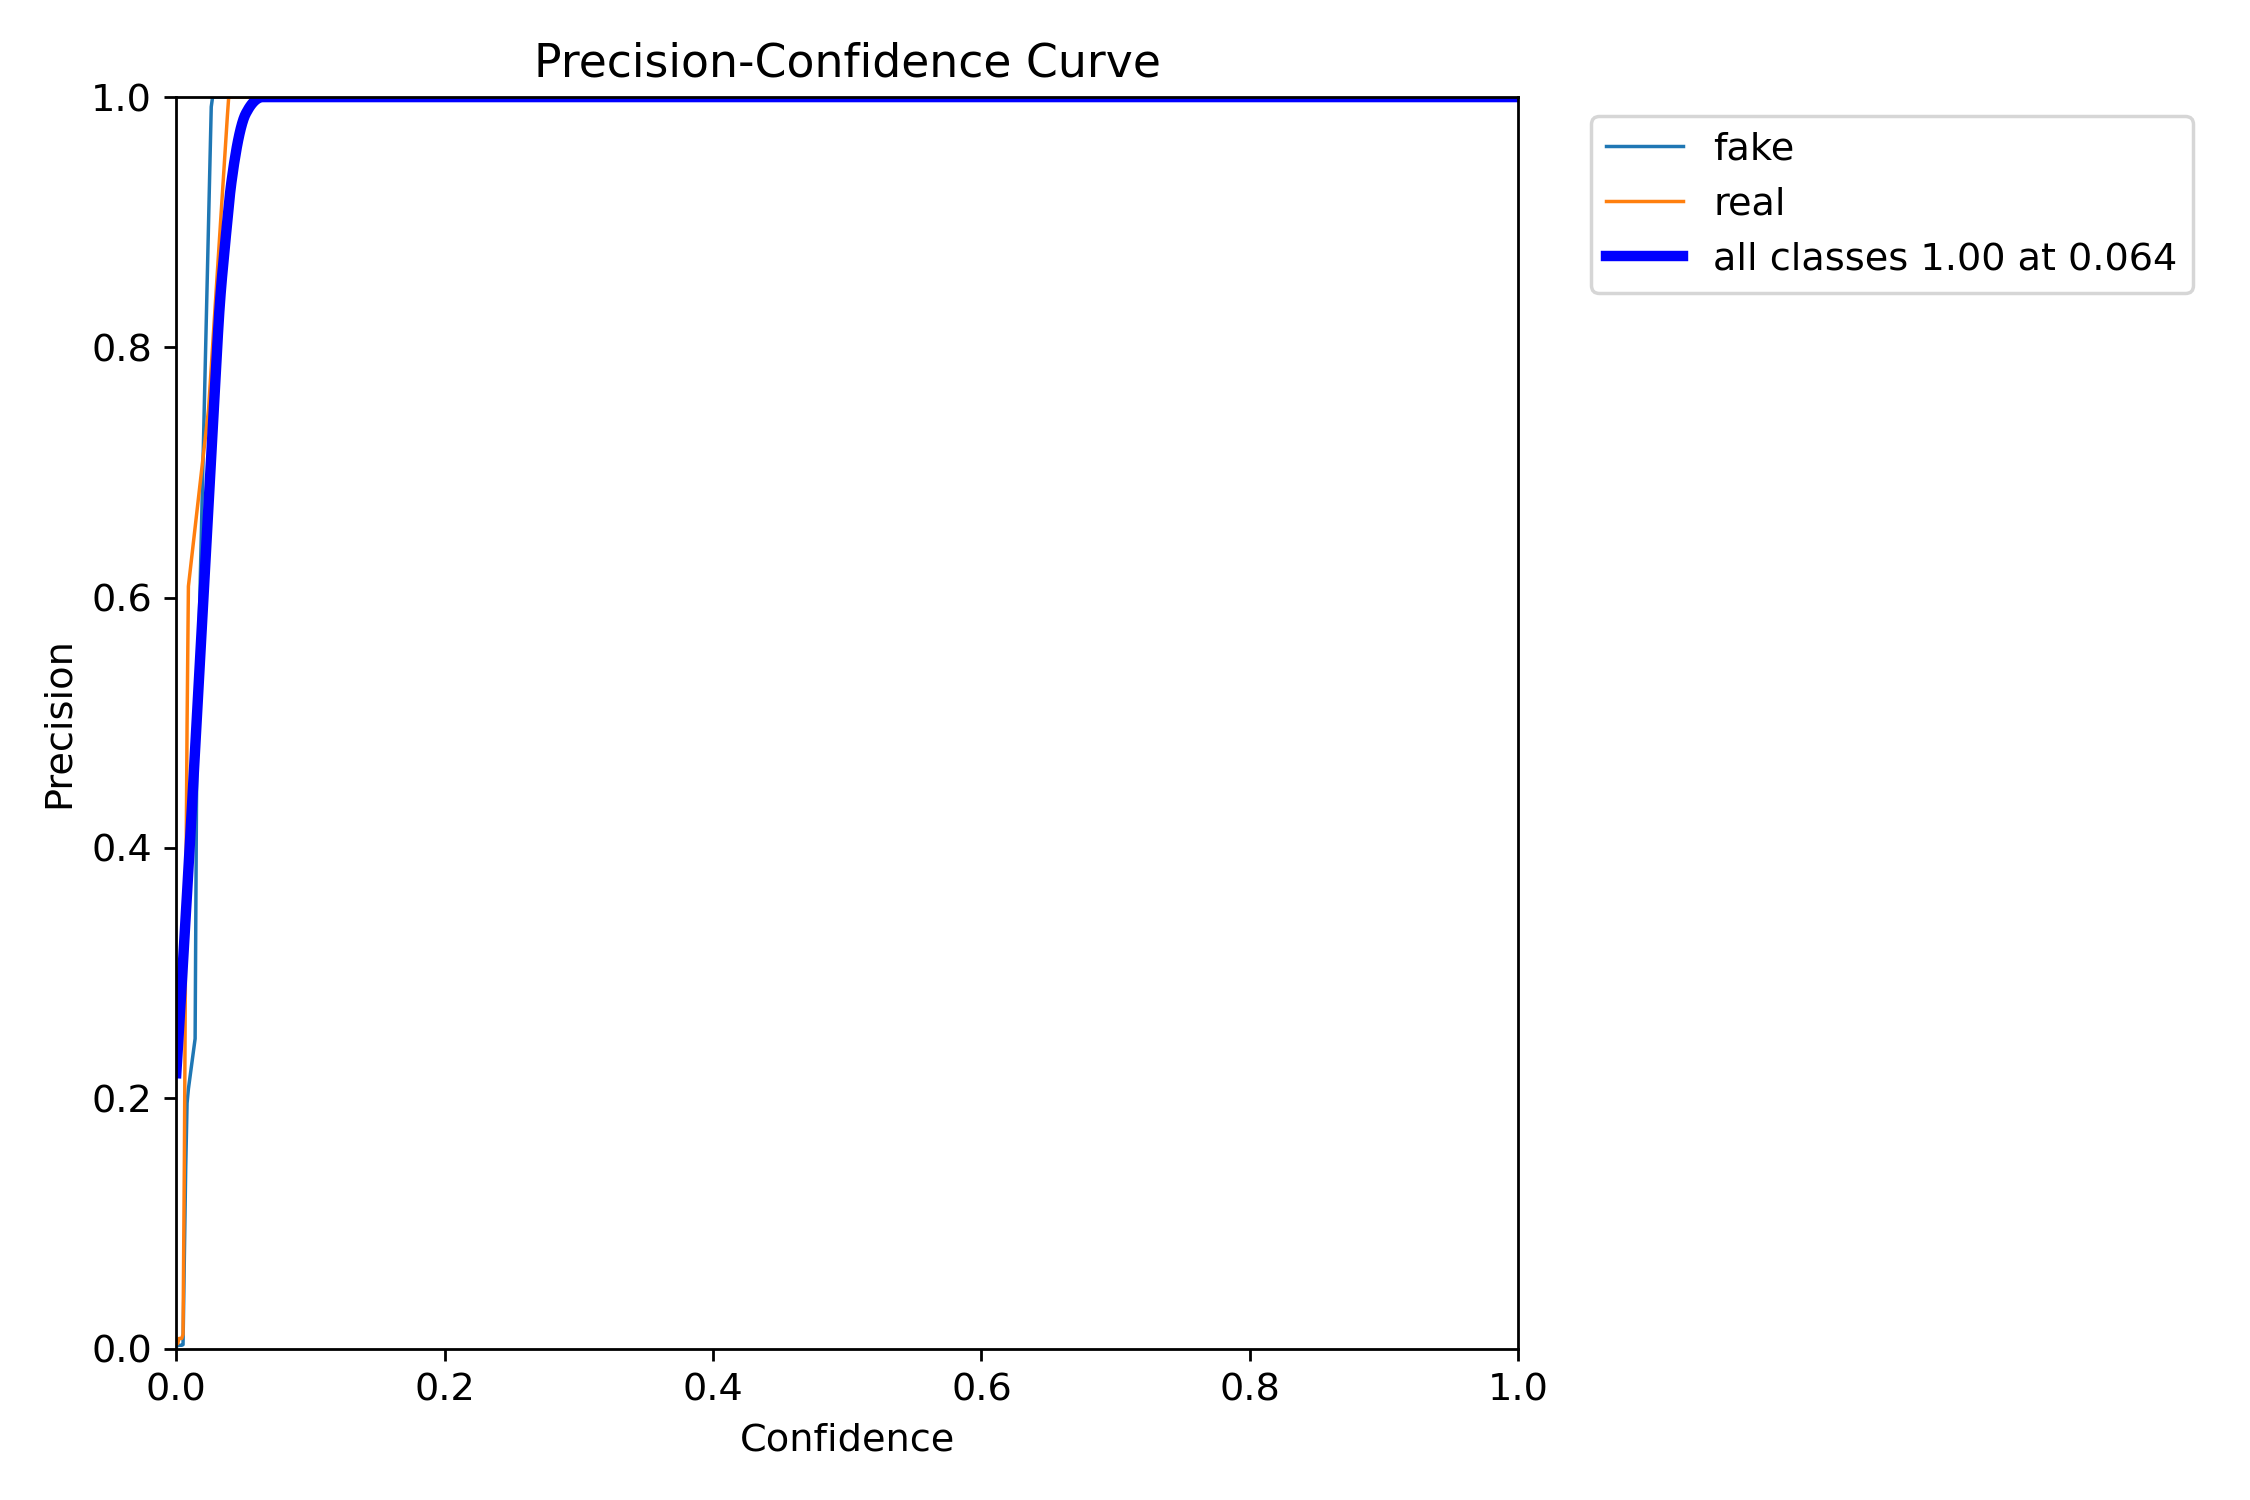 Precision-Confidence Curve
1.0
0.8
0.6
0.4
0.2
0.0
Precision
0.0 0.2 0.4 0.6 0.8 1.0
Confidence
fake
real
all classes 1.00 at 0.064